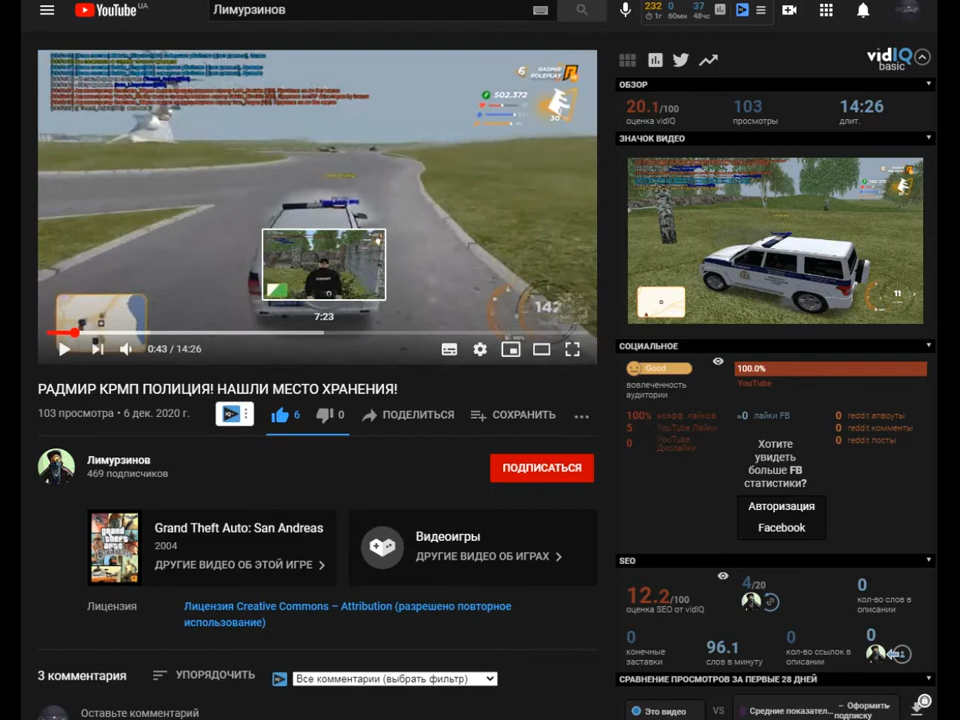 YouTube UA
Лимурзинов
232 0 37
1г 60мн 48чс
vidIQ
basic
ОБЗОР
20.1/100 103 14:26
оценка vidIQ просмотры длит.
ЗНАЧОК ВИДЕО
6 RADMIR
ROLEPLAY
502.372
30
142
7:23
0:43 / 14:26
11
РАДМИР КРМП ПОЛИЦИЯ! НАШЛИ МЕСТО ХРАНЕНИЯ!
103 просмотра • 6 дек. 2020 г.
6 0 ПОДЕЛИТЬСЯ СОХРАНИТЬ
Лимурзинов
469 подписчиков
ПОДПИСАТЬСЯ
Grand Theft Auto: San Andreas
2004
ДРУГИЕ ВИДЕО ОБ ЭТОЙ ИГРЕ
Видеоигры
ДРУГИЕ ВИДЕО ОБ ИГРАХ
Лицензия
Лицензия Creative Commons – Attribution (разрешено повторное
использование)
3 комментария УПОРЯДОЧИТЬ Все комментарии (выбрать фильтр)
Оставьте комментарий
СОЦИАЛЬНОЕ
Good
вовлеченность
аудитории
100.0%
YouTube
100% коэфф. лайков
5 YouTube Лайки
0 YouTube
Дислайки
≈0 лайки FB
Хотите
увидеть
больше FB
статистики?
Авторизация
Facebook
0 reddit апвоуты
0 reddit комменты
0 reddit посты
SEO
12.2/100
оценка SEO от vidIQ
4/20
0
кол-во слов в
описании
0
конечные
заставки
96.1
слов в минуту
0
кол-во ссылок в
описании
0
СРАВНЕНИЕ ПРОСМОТРОВ ЗА ПЕРВЫЕ 28 ДНЕЙ
Это видео VS Средние показател... – Оформить
подписку